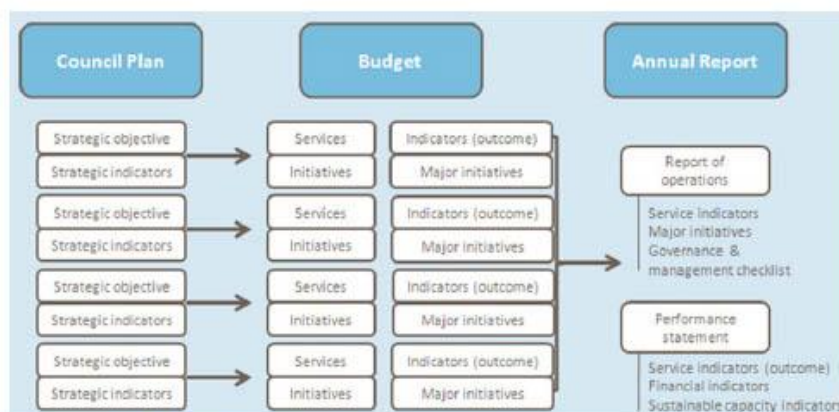 Council Plan
Budget
Annual Report
Strategic objective
Strategic indicators
Services
Initiatives
Indicators (outcome)
Major initiatives
Strategic objective
Strategic indicators
Services
Initiatives
Indicators (outcome)
Major initiatives
Strategic objective
Strategic indicators
Services
Initiatives
Indicators (outcome)
Major initiatives
Strategic objective
Strategic indicators
Services
Initiatives
Indicators (outcome)
Major initiatives
Report of
operations
Service indicators
Major initiatives
Governance &
management checklist
Performance
statement
Service indicators (outcome)
Financial indicators
Sustainable capacity indicators